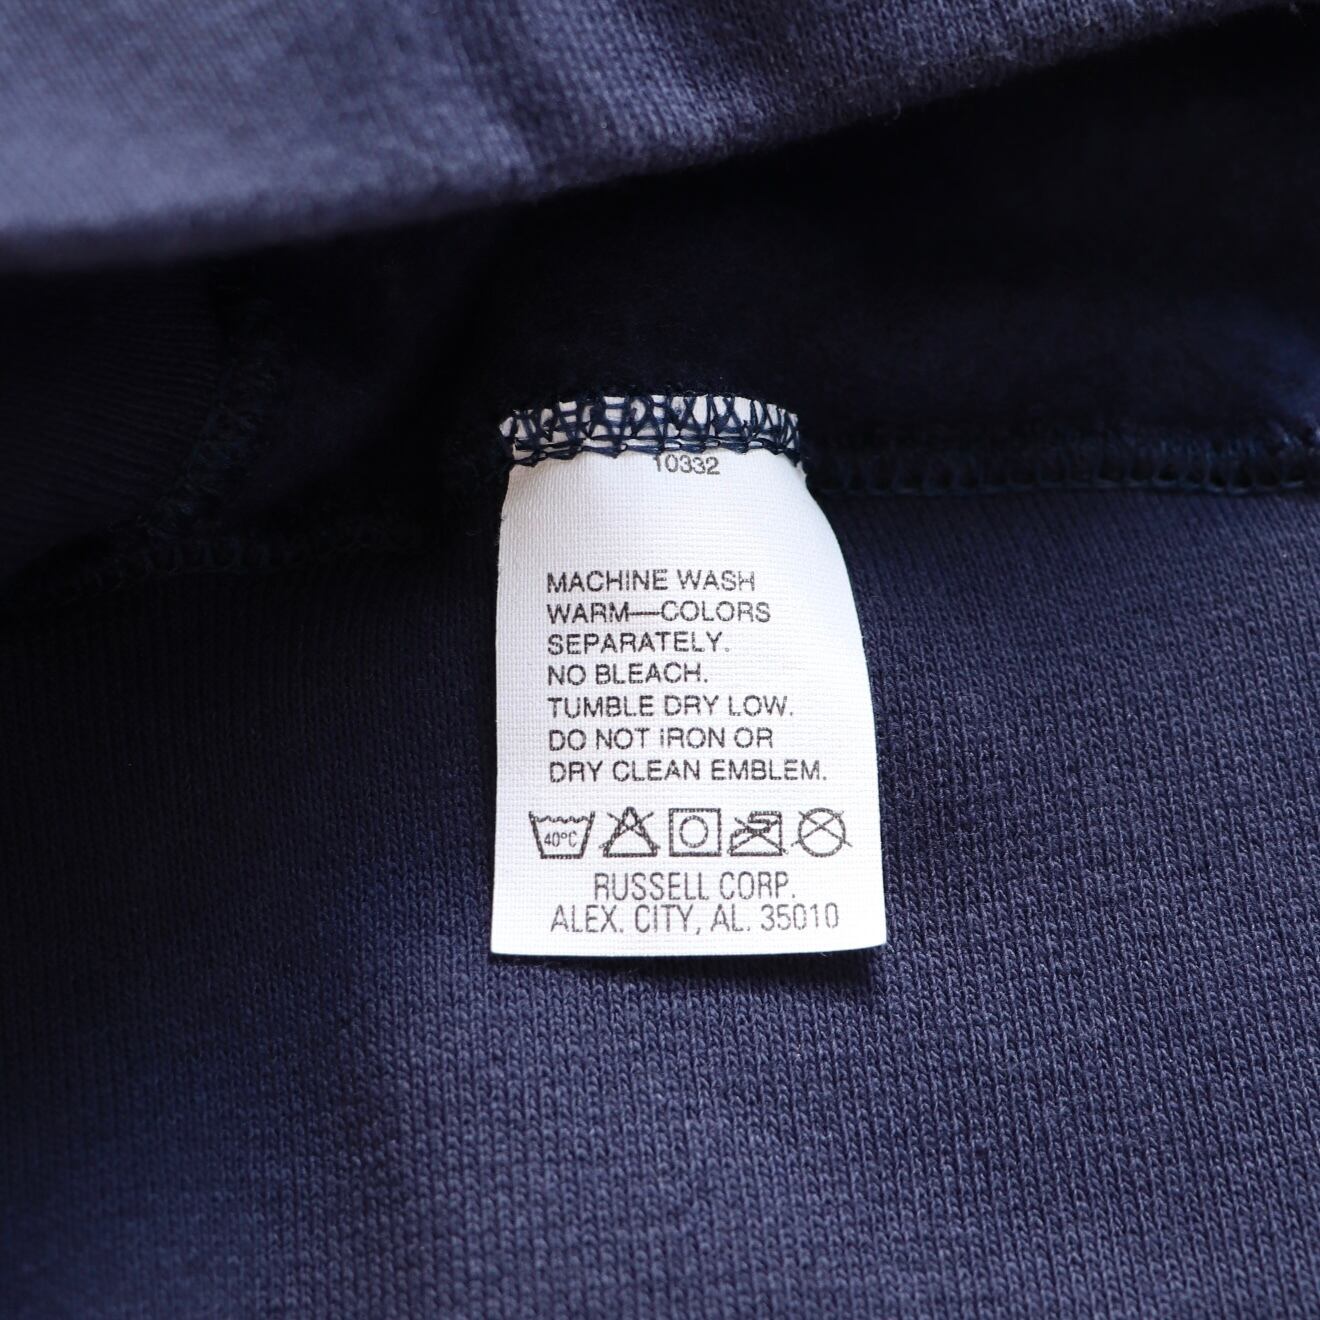 10332
MACHINE WASH
WARM—COLORS
SEPARATELY.
NO BLEACH.
TUMBLE DRY LOW.
DO NOT IRON OR
DRY CLEAN EMBLEM.
40°C
RUSSELL CORP.
ALEX. CITY, AL. 35010